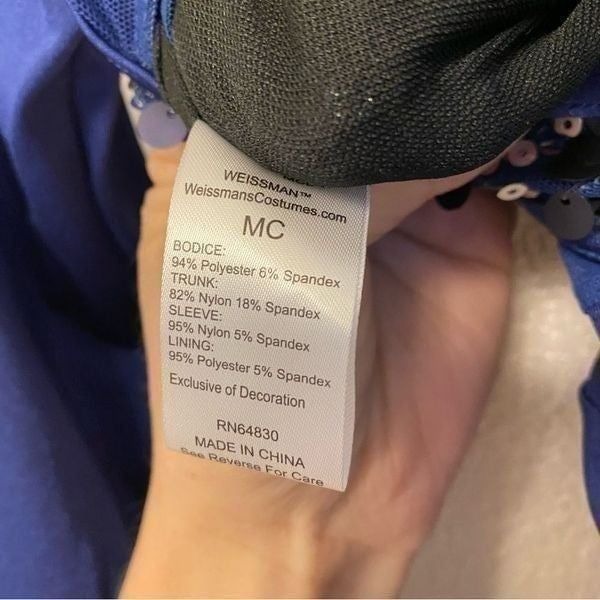 WEISSMAN™
WeissmansCostumes.com
MC
BODICE:
94% Polyester 6% Spandex
TRUNK:
82% Nylon 18% Spandex
SLEEVE:
95% Nylon 5% Spandex
LINING:
95% Polyester 5% Spandex
Exclusive of Decoration
RN64830
MADE IN CHINA
See Reverse For Care